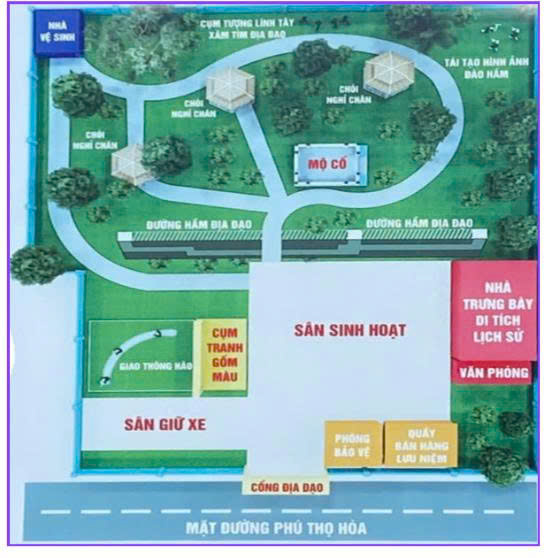 NHÀ
VỆ SINH
CỤM TƯỢNG LÍNH TÂY
XĂM TÌM ĐỊA ĐẠO
TÁI TẠO HÌNH ẢNH
ĐÀO HẦM
CHÒI
NGHỈ CHÂN
CHÒI
NGHỈ CHÂN
CHÒI
NGHỈ CHÂN
MỘ CỔ
ĐƯỜNG HẦM ĐỊA ĐẠO
ĐƯỜNG HẦM ĐỊA ĐẠO
NHÀ
TRƯNG BÀY
DI TÍCH
LỊCH SỬ
SÂN SINH HOẠT
CỤM
TRANH
GỐM
MÀU
GIAO THÔNG HÀO
VĂN PHÒNG
SÂN GIỮ XE
PHÒNG
BẢO VỆ
QUẦY
BÁN HÀNG
LƯU NIỆM
CỔNG ĐỊA ĐẠO
MẶT ĐƯỜNG PHÚ THỌ HÒA